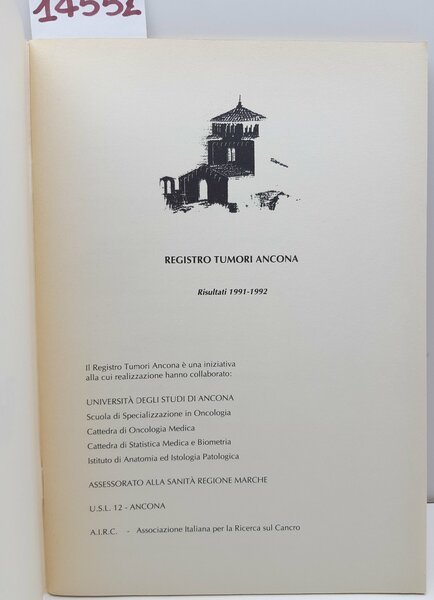 14552
REGISTRO TUMORI ANCONA
Risultati 1991-1992
Il Registro Tumori Ancona è una iniziativa
alla cui realizzazione hanno collaborato:
UNIVERSITÀ DEGLI STUDI DI ANCONA
Scuola di Specializzazione in Oncologia
Cattedra di Oncologia Medica
Cattedra di Statistica Medica e Biometria
Istituto di Anatomia ed Istologia Patologica
ASSESSORATO ALLA SANITÀ REGIONE MARCHE
U.S.L. 12 - ANCONA
A.I.R.C. - Associazione Italiana per la Ricerca sul Cancro